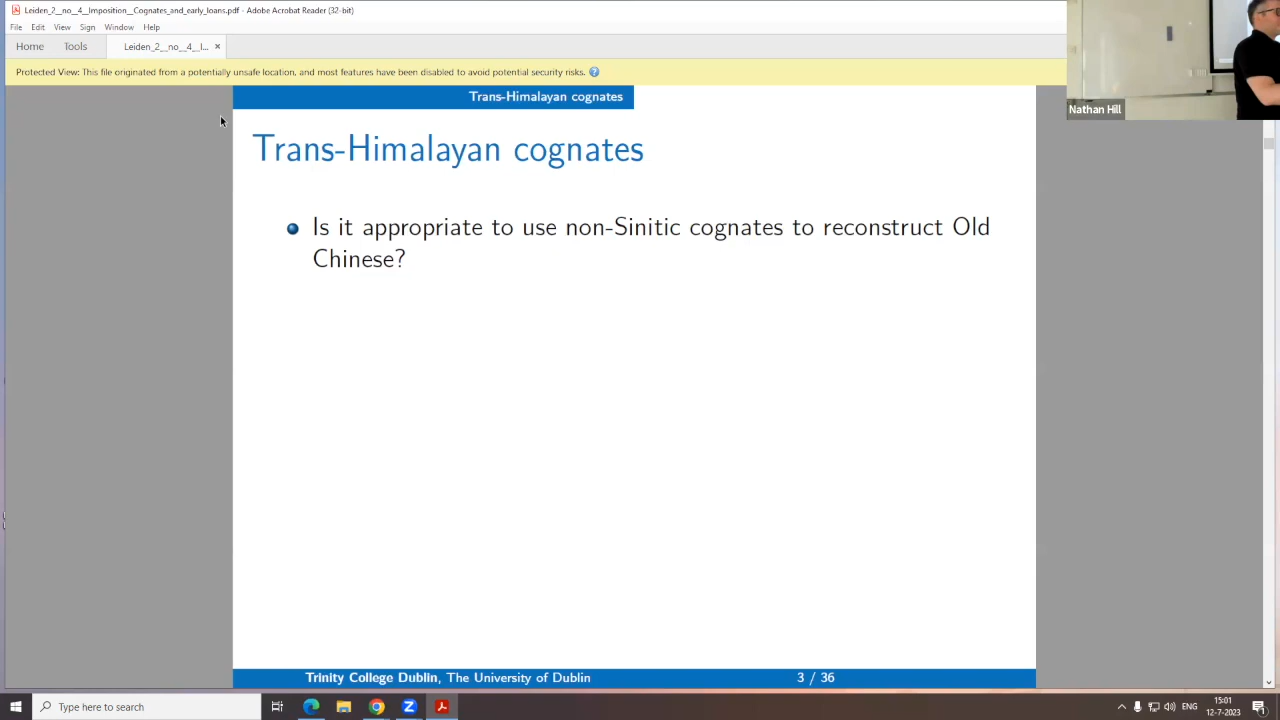 Leiden_2__no__4__Imposition__Cognates_and_early_loans.pdf - Adobe Acrobat Reader (32-bit)
File Edit View Sign Window Help
Home Tools Leiden_2__no__4__I... ×
Protected View: This file originated from a potentially unsafe location, and most features have been disabled to avoid potential security risks. ?
Nathan Hill
Trans-Himalayan cognates
Trans-Himalayan cognates
Is it appropriate to use non-Sinitic cognates to reconstruct Old
Chinese?
Trinity College Dublin, The University of Dublin 3 / 36
Type here to search
ENG
15:01
12-7-2023
1